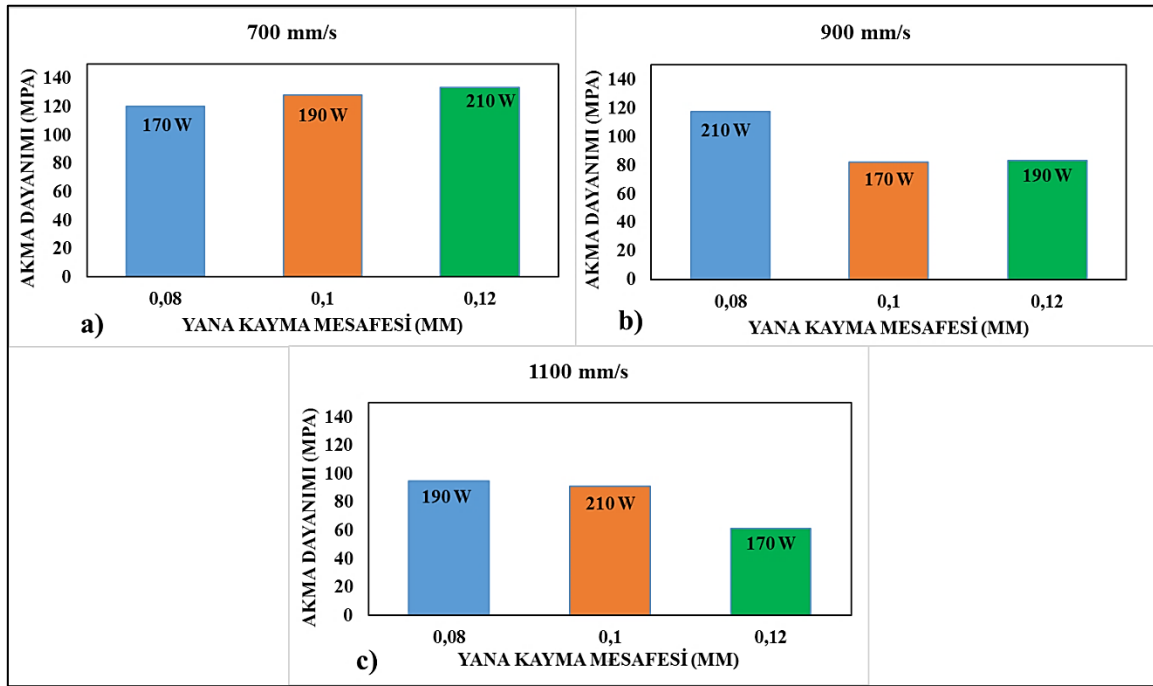 700 mm/s
AKMA DAYANIMI (MPA)
140
120
100
80
60
40
20
0
170 W
190 W
210 W
0,08
0,1
0,12
YANA KAYMA MESAFESİ (MM)
a)
900 mm/s
AKMA DAYANIMI (MPA)
140
120
100
80
60
40
20
0
210 W
170 W
190 W
0,08
0,1
0,12
YANA KAYMA MESAFESİ (MM)
b)
1100 mm/s
AKMA DAYANIMI (MPA)
140
120
100
80
60
40
20
0
190 W
210 W
170 W
0,08
0,1
0,12
YANA KAYMA MESAFESİ (MM)
c)